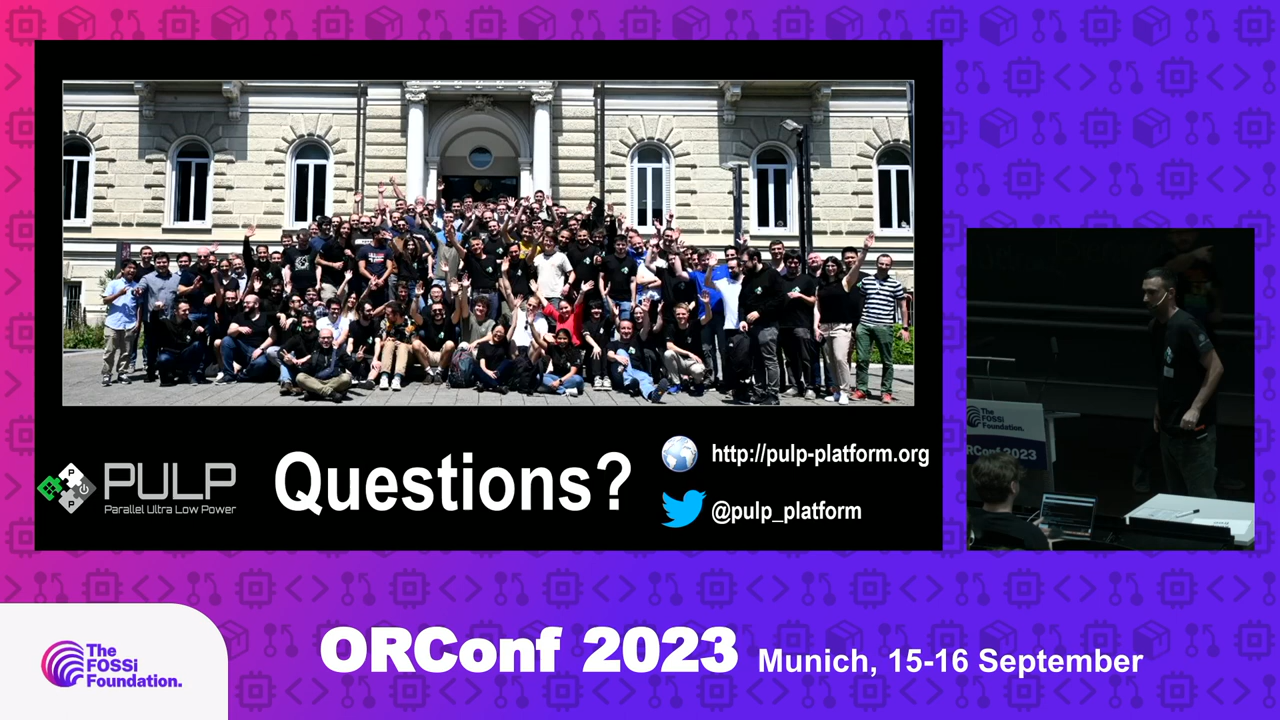 P
P
P
PULP
Parallel Ultra Low Power
Questions?
http://pulp-platform.org
@pulp_platform
The
FOSSi
Foundation.
RConf 2023
The
FOSSi
Foundation.
ORConf 2023
Munich, 15-16 September